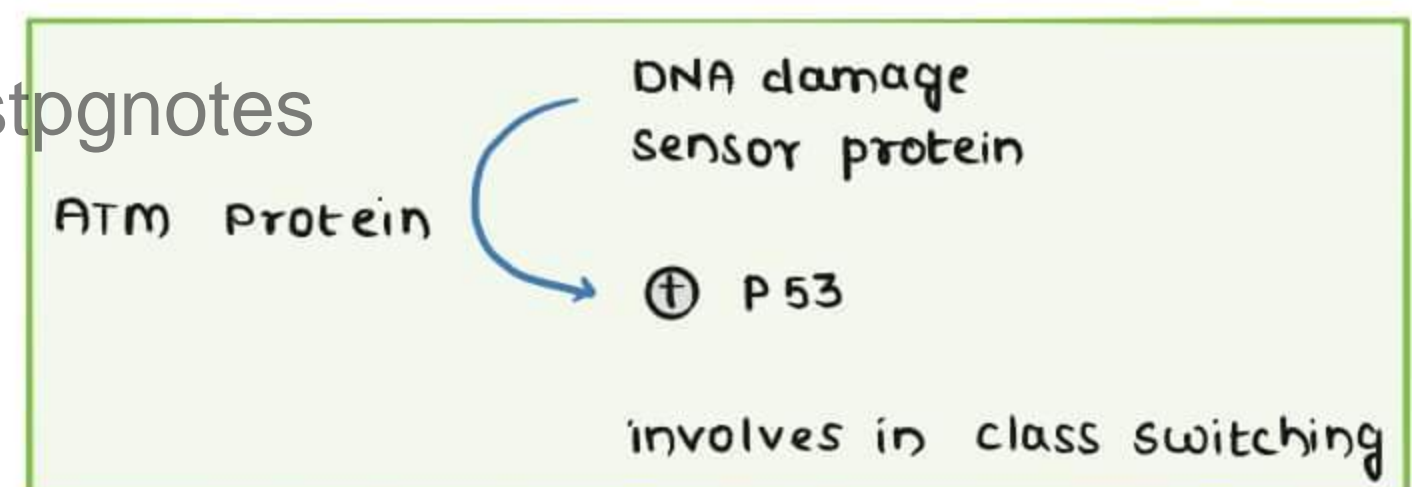 DNA damage
stpgnotes
sensor protein
ATM Protein
⊕ P53
involves in class switching